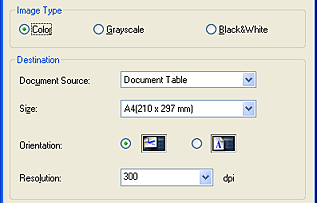 Image Type
Color Grayscale Black&White
Destination
Document Source: Document Table
Size: A4(210 x 297 mm)
Orientation: A
Resolution: 300 dpi